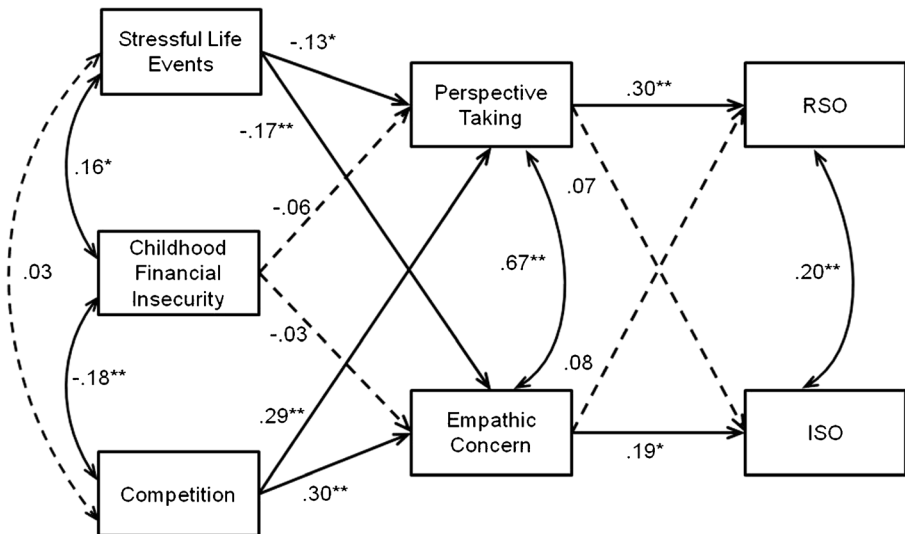 Stressful Life
Events
-.13*
-.17**
Perspective
Taking
.30**
RSO
.16*
-.06
.07
.03
Childhood
Financial
Insecurity
.67**
.20**
-.03
.08
-.18**
.29**
Empathic
Concern
.19*
ISO
Competition
.30**